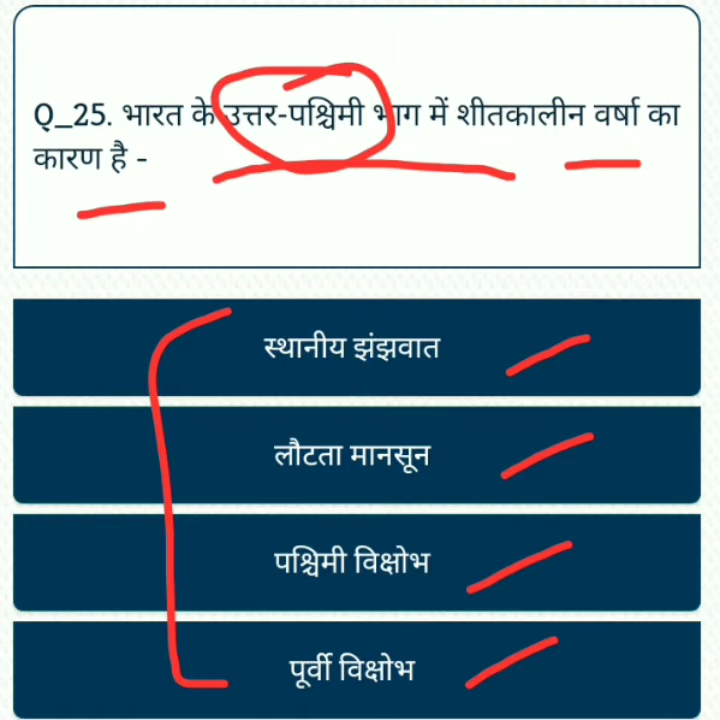 Q_25. भारत के उत्तर-पश्चिमी भाग में शीतकालीन वर्षा का
कारण है -
स्थानीय झंझवात
लौटता मानसून
पश्चिमी विक्षोभ
पूर्वी विक्षोभ